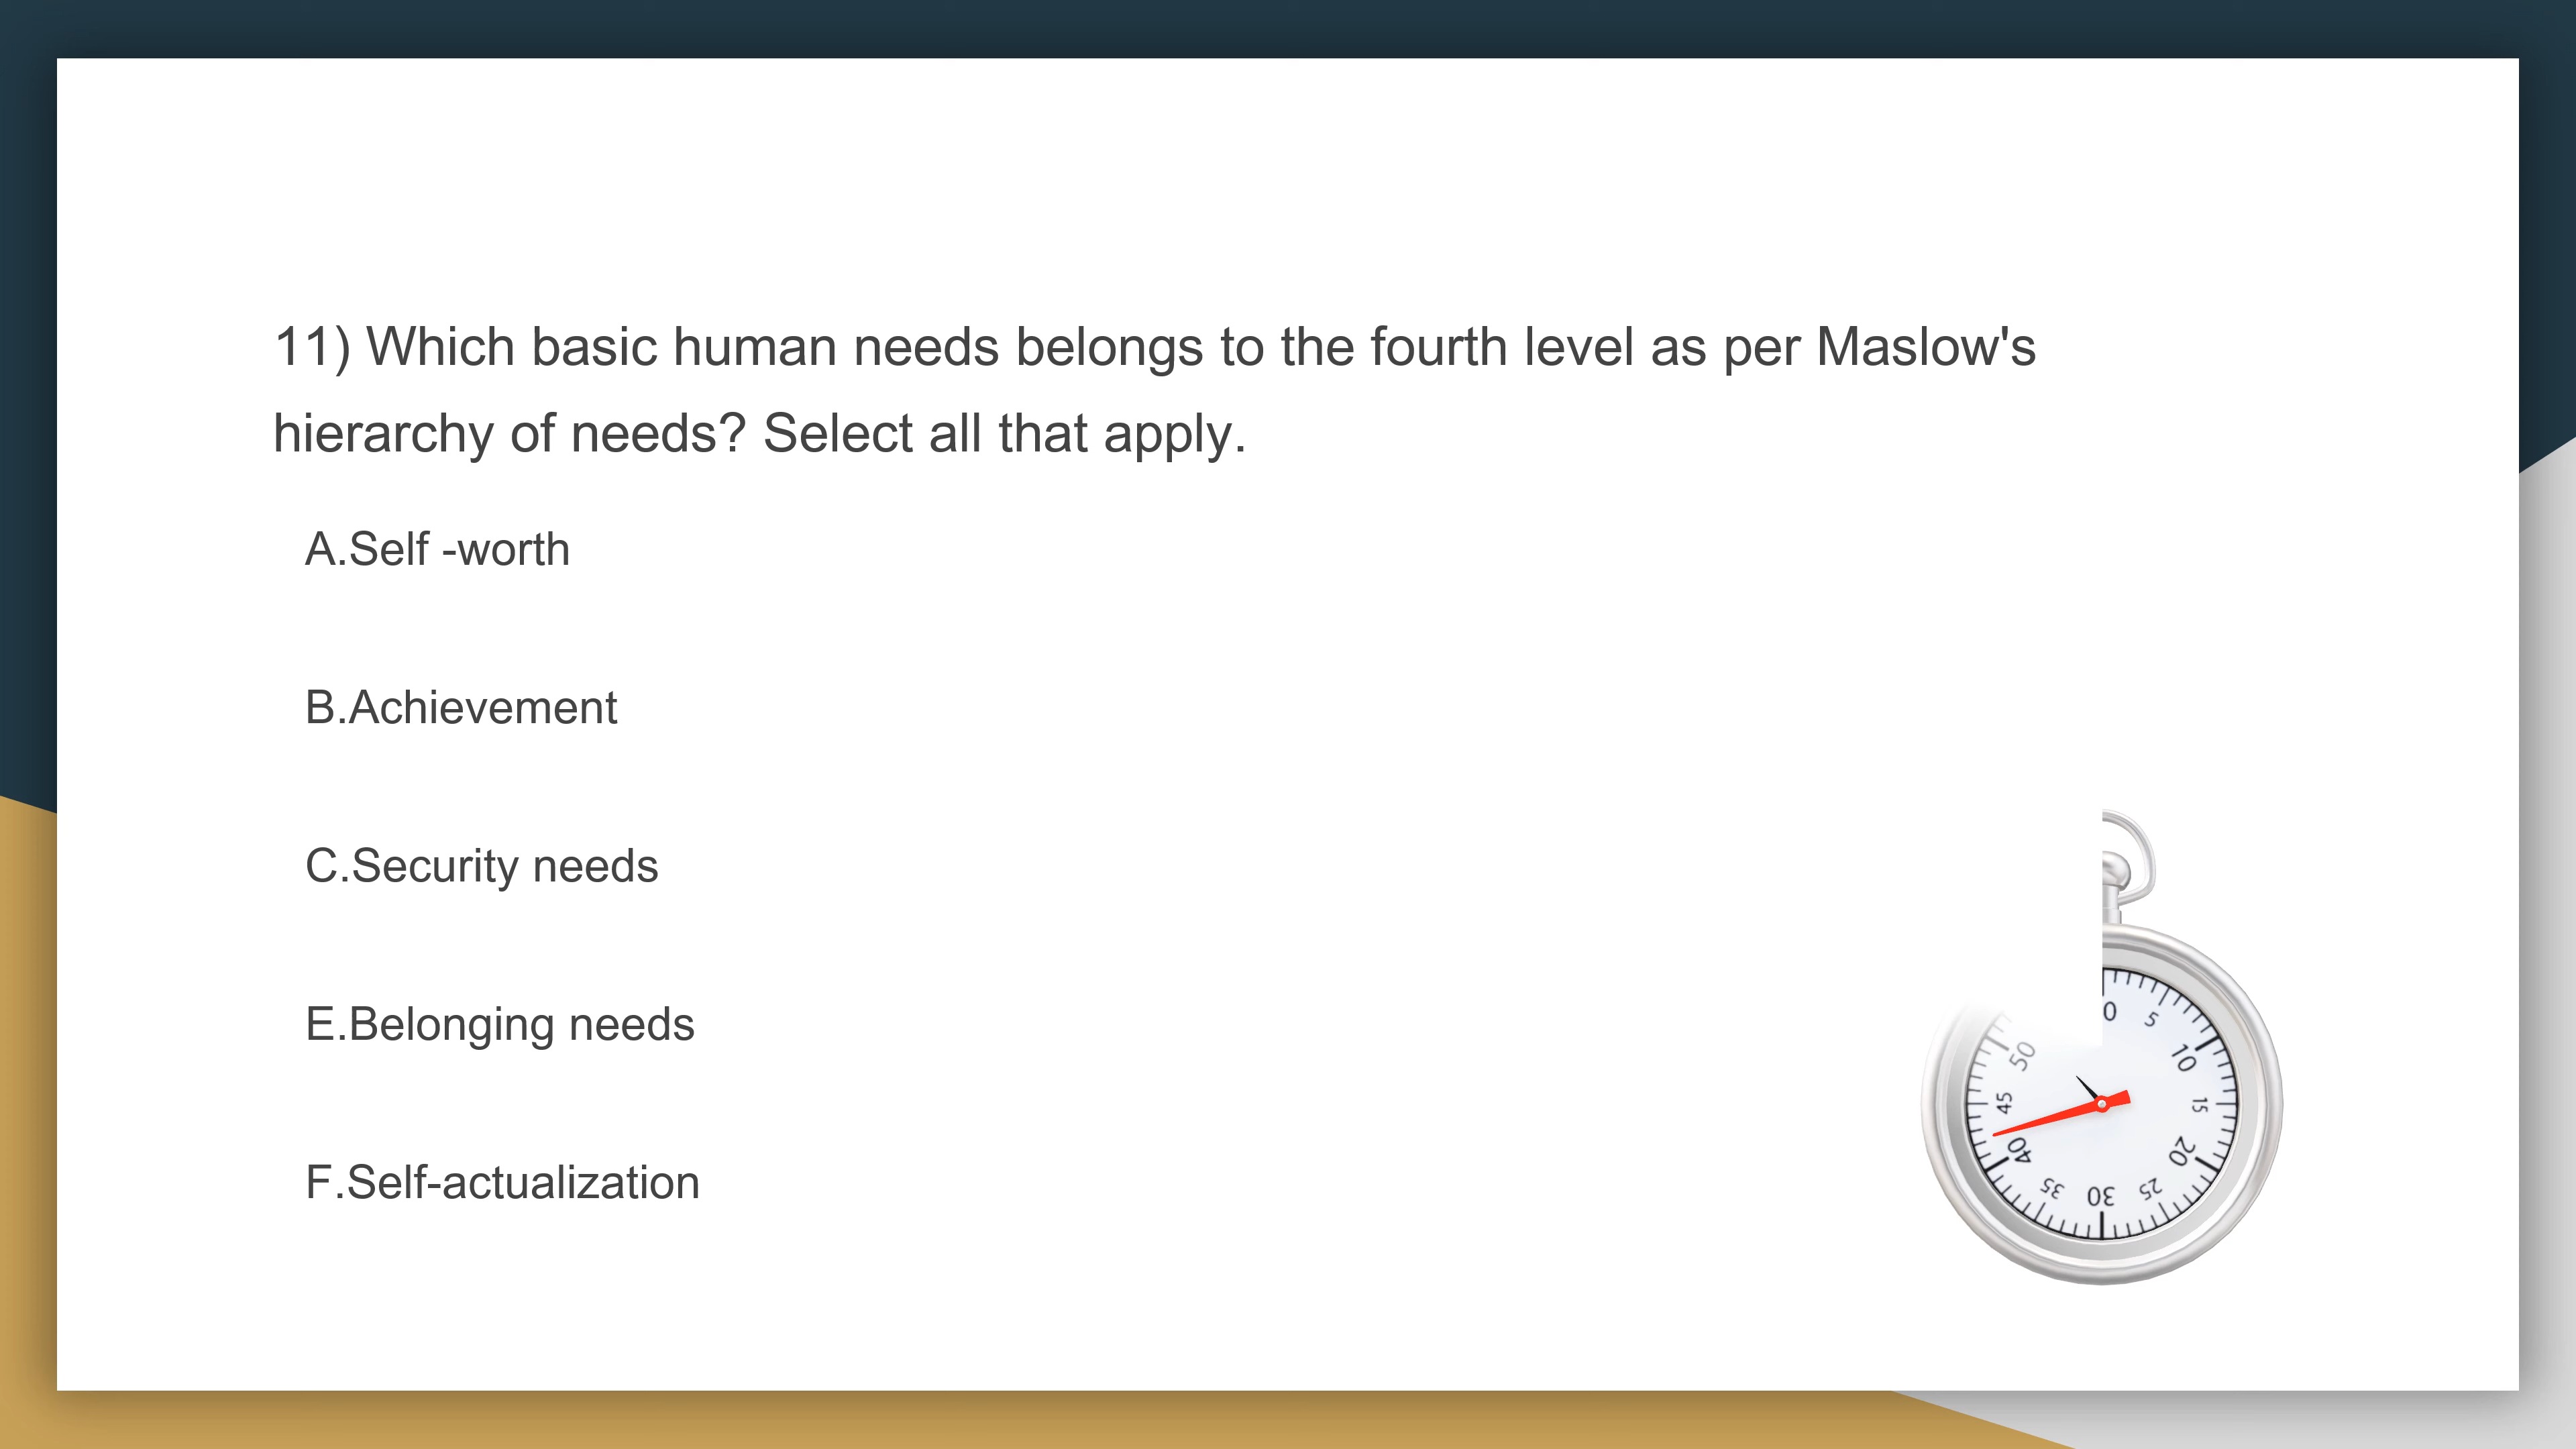 11) Which basic human needs belongs to the fourth level as per Maslow's
hierarchy of needs? Select all that apply.
A.Self -worth
B.Achievement
C.Security needs
E.Belonging needs
F.Self-actualization
0
5
10
15
20
25
30
35
40
45
50